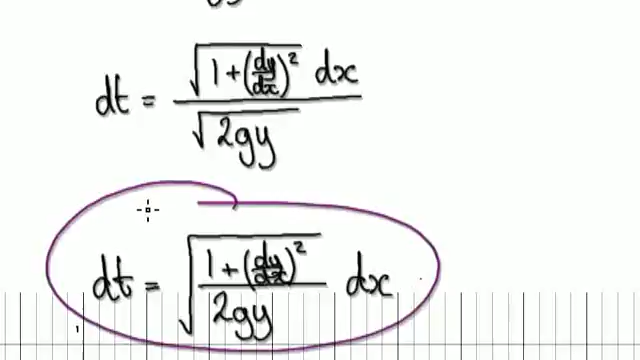 dt = √(1 + (dy/dx)²) dx / √(2gy)
dt = √((1 + (dy/dx)²) / (2gy)) dx